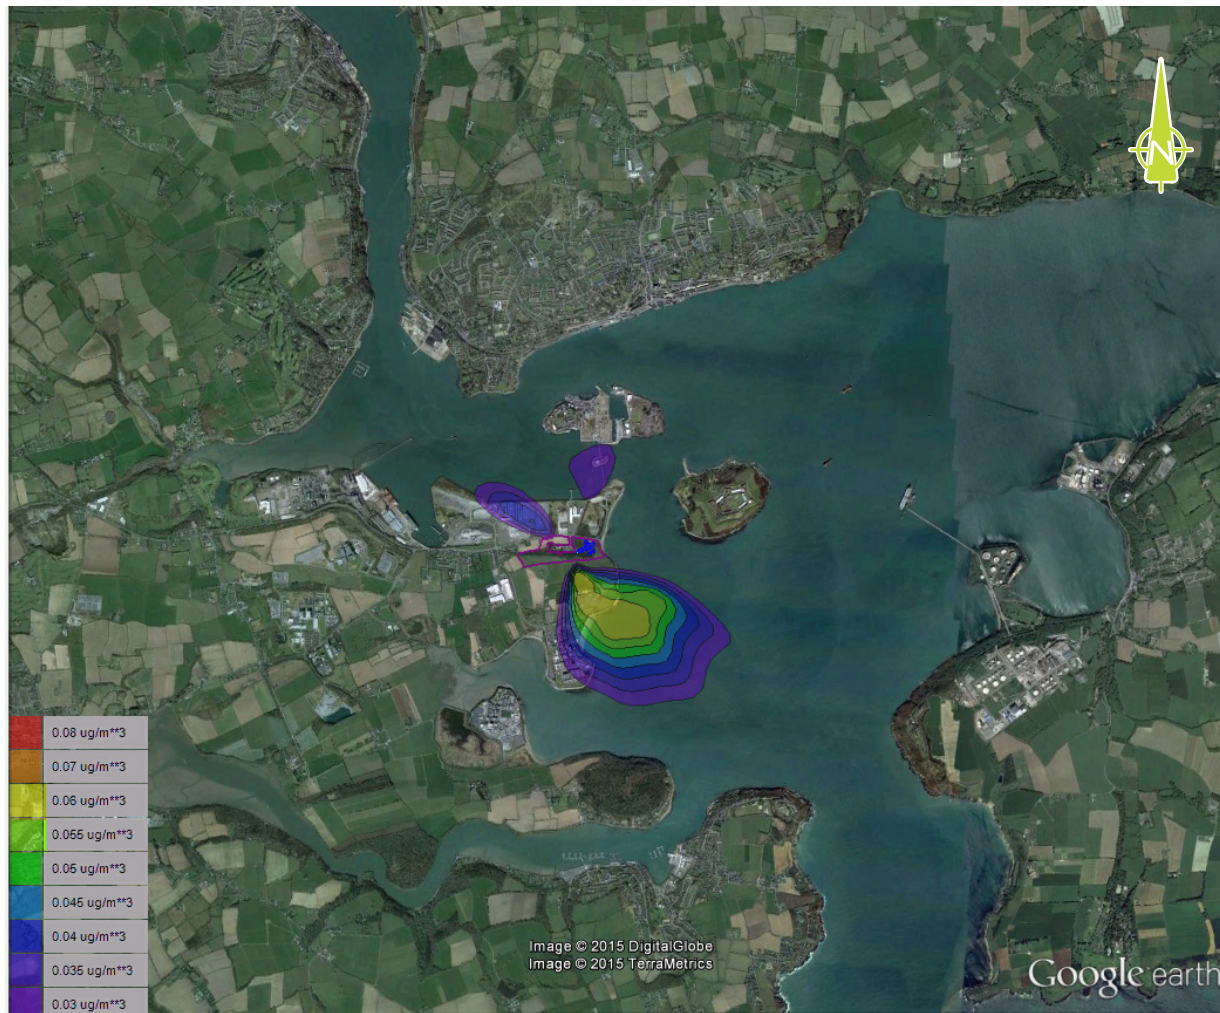 N
0.08 ug/m**3
0.07 ug/m**3
0.06 ug/m**3
0.055 ug/m**3
0.05 ug/m**3
0.045 ug/m**3
0.04 ug/m**3
0.035 ug/m**3
0.03 ug/m**3
Image © 2015 DigitalGlobe
Image © 2015 TerraMetrics
Google earth